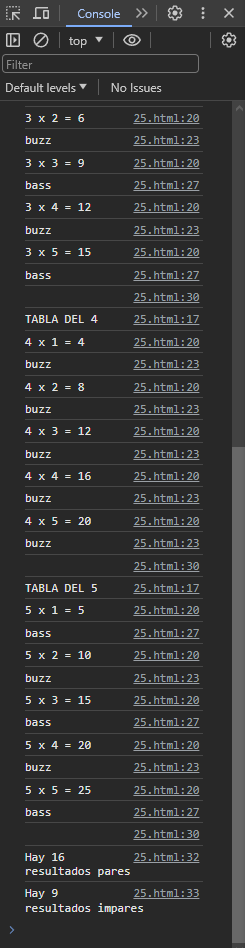 Console
top
Filter
Default levels No Issues
3 x 2 = 6 25.html:20
buzz 25.html:23
3 x 3 = 9 25.html:20
bass 25.html:27
3 x 4 = 12 25.html:20
buzz 25.html:23
3 x 5 = 15 25.html:20
bass 25.html:27
25.html:30
TABLA DEL 4 25.html:17
4 x 1 = 4 25.html:20
buzz 25.html:23
4 x 2 = 8 25.html:20
buzz 25.html:23
4 x 3 = 12 25.html:20
buzz 25.html:23
4 x 4 = 16 25.html:20
buzz 25.html:23
4 x 5 = 20 25.html:20
buzz 25.html:23
25.html:30
TABLA DEL 5 25.html:17
5 x 1 = 5 25.html:20
bass 25.html:27
5 x 2 = 10 25.html:20
buzz 25.html:23
5 x 3 = 15 25.html:20
bass 25.html:27
5 x 4 = 20 25.html:20
buzz 25.html:23
5 x 5 = 25 25.html:20
bass 25.html:27
25.html:30
Hay 16 25.html:32
resultados pares
Hay 9 25.html:33
resultados impares